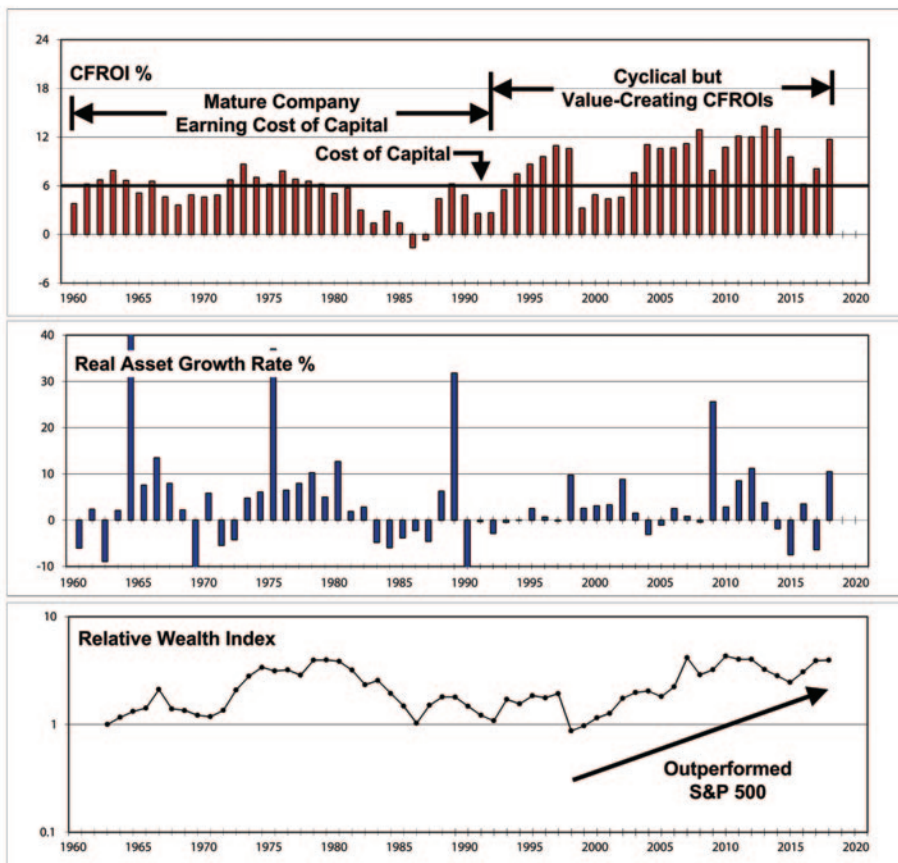 24
CFROI %
Cyclical but
Value-Creating CFROIs
18
Mature Company
Earning Cost of Capital
12
Cost of Capital
6
0
-6
1960 1965 1970 1975 1980 1985 1990 1995 2000 2005 2010 2015 2020
40
Real Asset Growth Rate %
30
20
10
0
-10
1960 1965 1970 1975 1980 1985 1990 1995 2000 2005 2010 2015 2020
10
Relative Wealth Index
1
Outperformed
S&P 500
0.1
1960 1965 1970 1975 1980 1985 1990 1995 2000 2005 2010 2015 2020